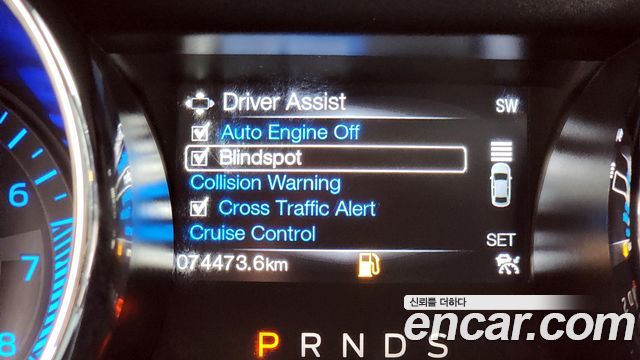 Driver Assist
SW
Auto Engine Off
Blindspot
Collision Warning
Cross Traffic Alert
Cruise Control
SET
074473.6km
6
7
8
신뢰를 더하다
encar.com
P R N D S